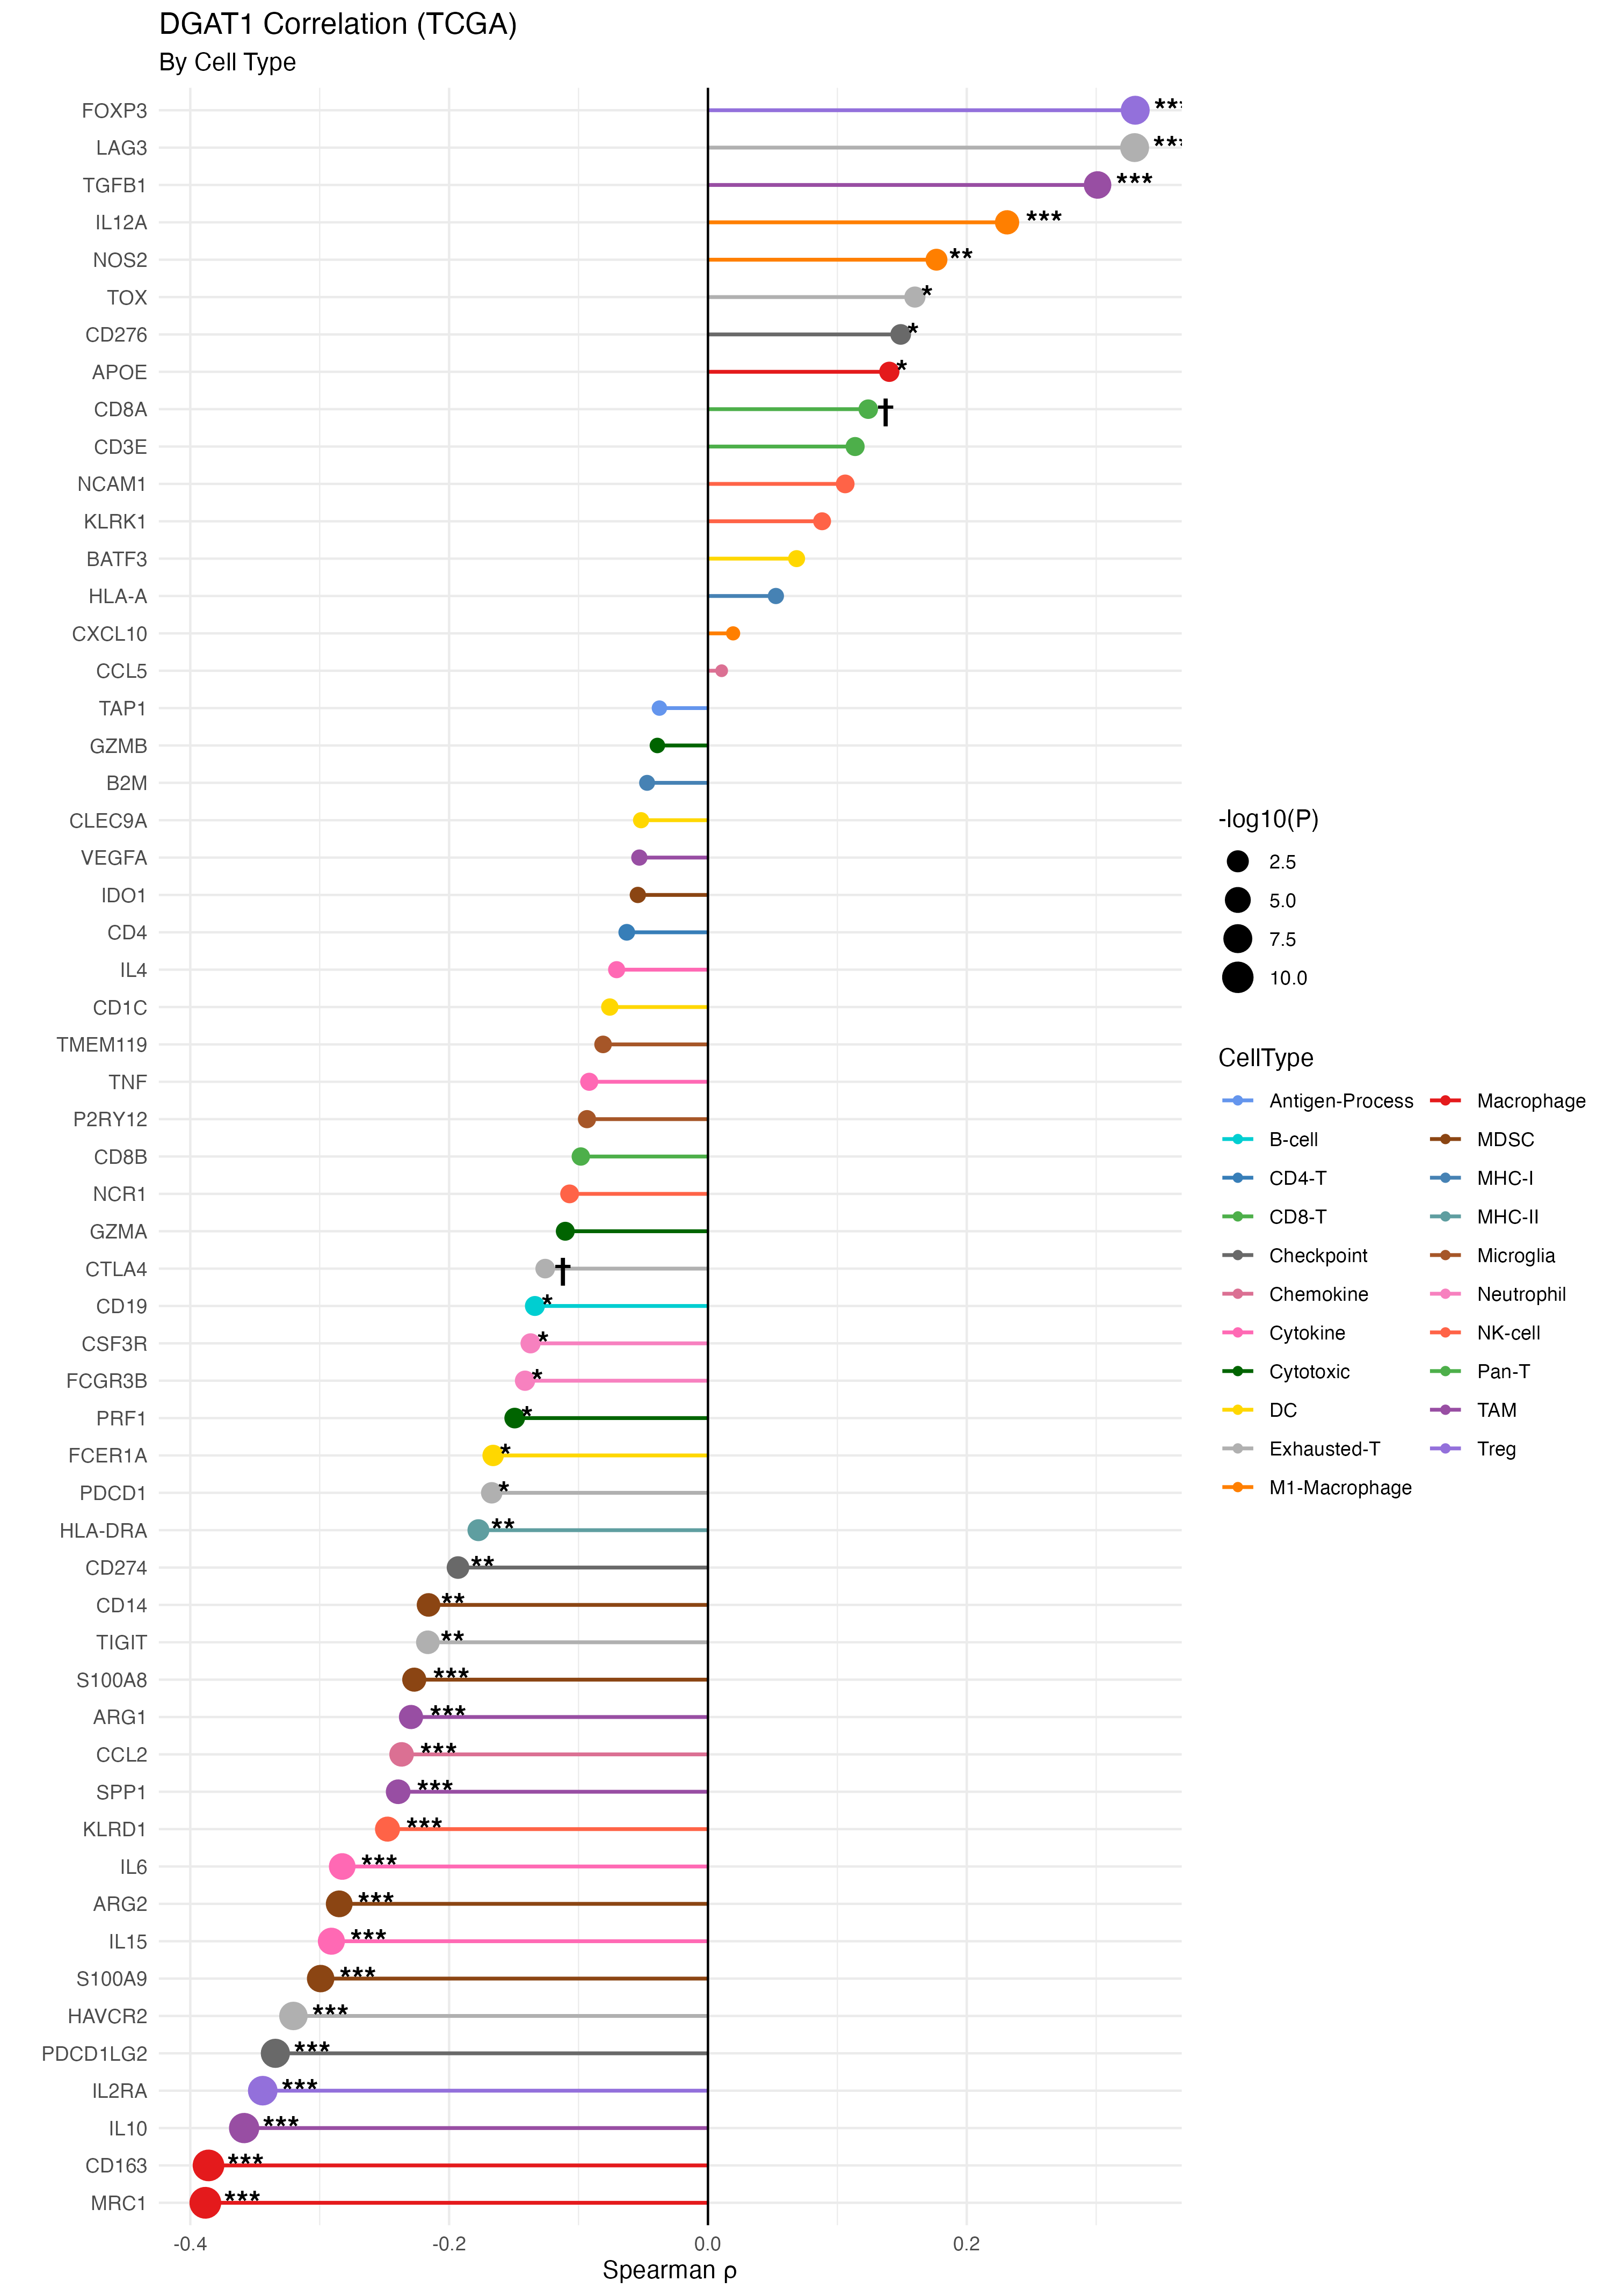 DGAT1 Correlation (TCGA)
By Cell Type
FOXP3 ***
LAG3 ***
TGFB1 ***
IL12A ***
NOS2 **
TOX *
CD276 *
APOE *
CD8A †
CD3E
NCAM1
KLRK1
BATF3
HLA-A
CXCL10
CCL5
TAP1
GZMB
B2M
CLEC9A
VEGFA
IDO1
CD4
IL4
CD1C
TMEM119
TNF
P2RY12
CD8B
NCR1
GZMA
CTLA4 †
CD19 *
CSF3R *
FCGR3B *
PRF1 *
FCER1A *
PDCD1 *
HLA-DRA **
CD274 **
CD14 **
TIGIT **
S100A8 ***
ARG1 ***
CCL2 ***
SPP1 ***
KLRD1 ***
IL6 ***
ARG2 ***
IL15 ***
S100A9 ***
HAVCR2 ***
PDCD1LG2 ***
IL2RA ***
IL10 ***
CD163 ***
MRC1 ***
-0.4 -0.2 0.0 0.2
Spearman ρ
-log10(P)
2.5
5.0
7.5
10.0
CellType
Antigen-Process
B-cell
CD4-T
CD8-T
Checkpoint
Chemokine
Cytokine
Cytotoxic
DC
Exhausted-T
M1-Macrophage
Macrophage
MDSC
MHC-I
MHC-II
Microglia
Neutrophil
NK-cell
Pan-T
TAM
Treg